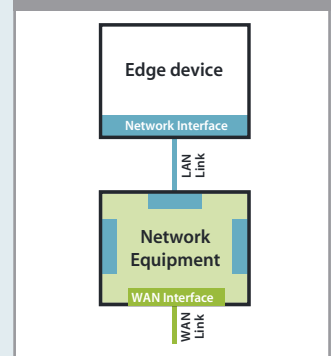 Edge device
Network Interface
LAN
Link
Network
Equipment
WAN Interface
WAN
Link